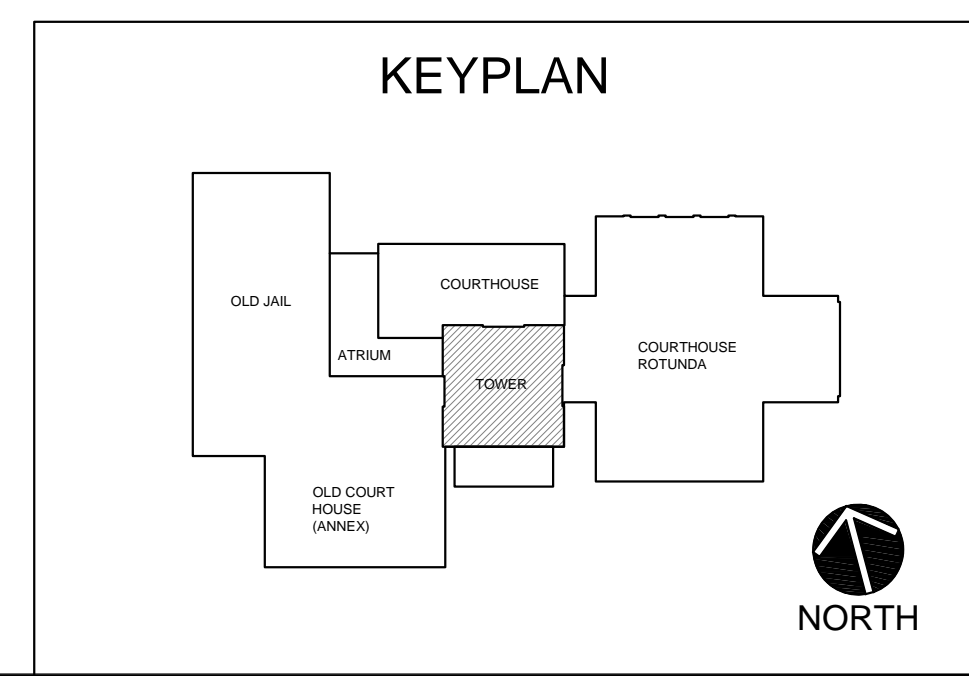 KEYPLAN
COURTHOUSE
OLD JAIL
ATRIUM
COURTHOUSE
ROTUNDA
TOWER
OLD COURT
HOUSE
(ANNEX)
NORTH